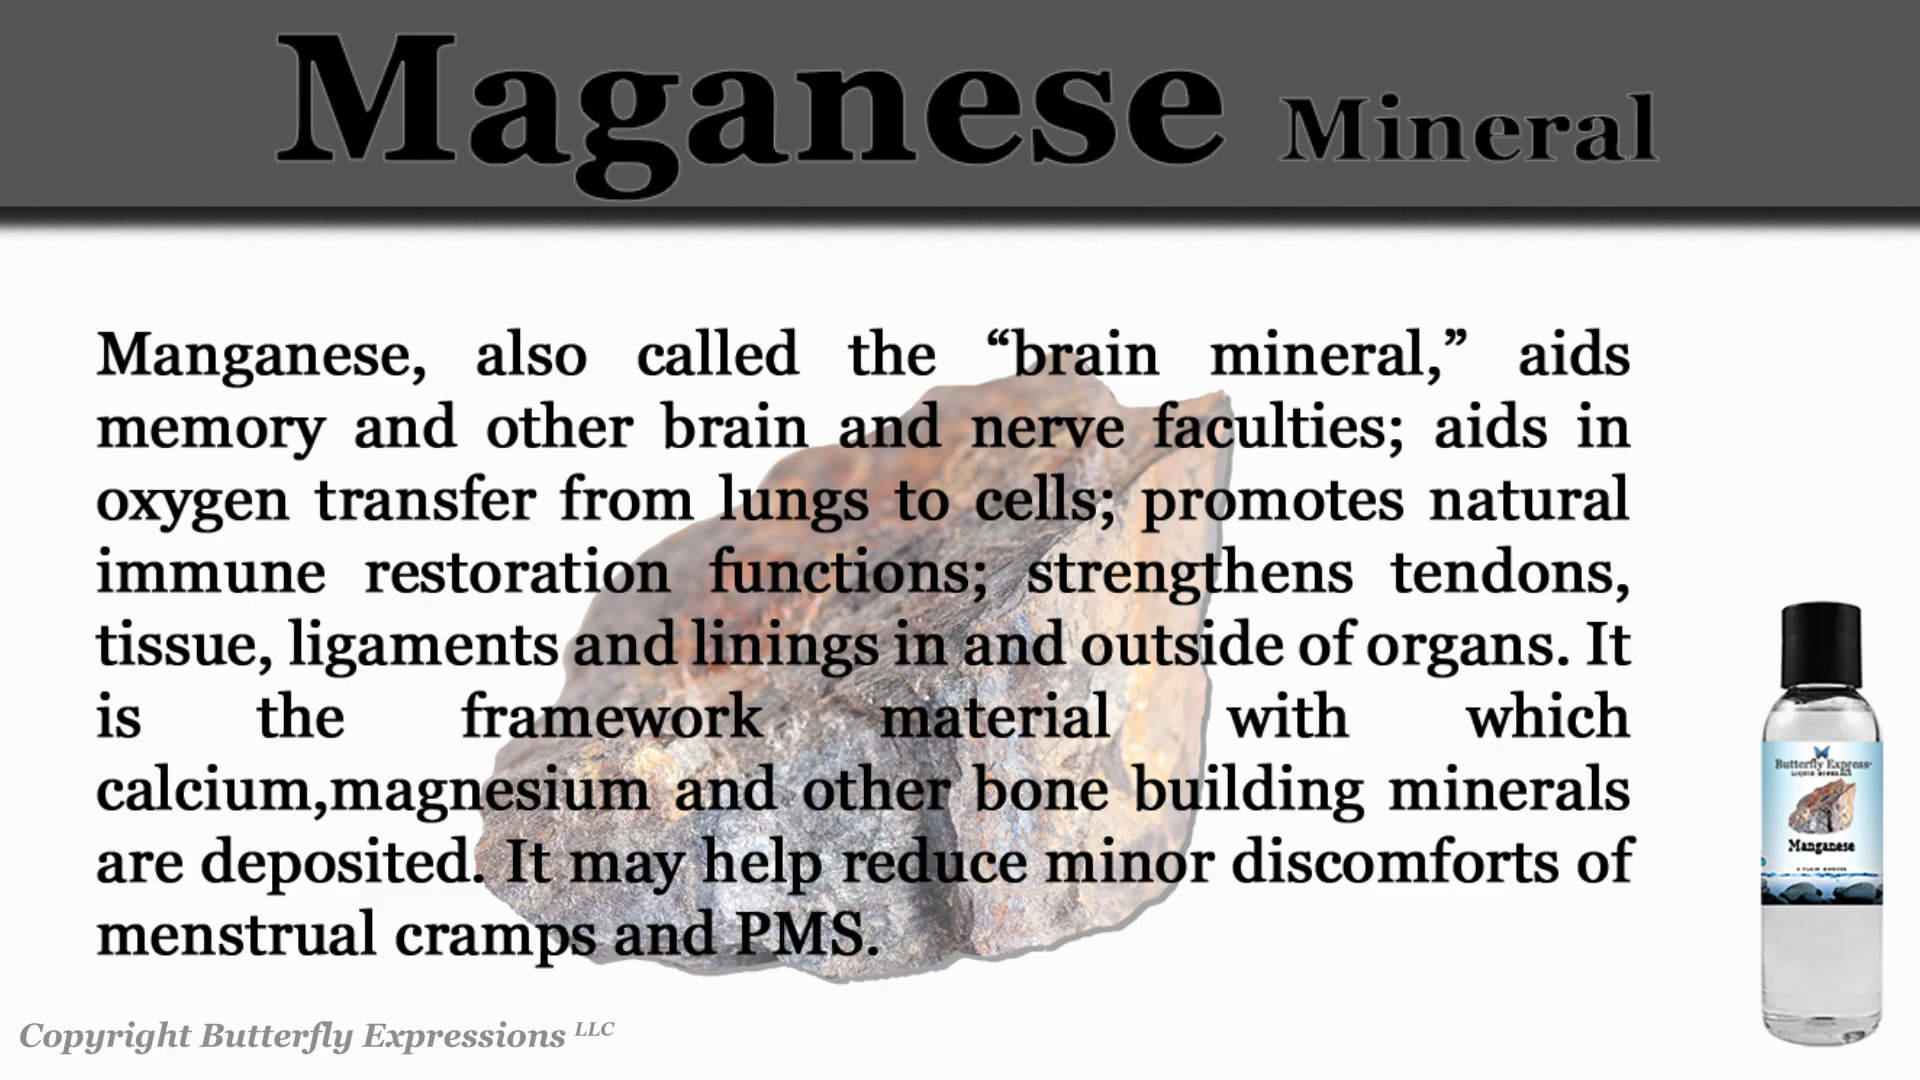 Maganese Mineral
Manganese, also called the “brain mineral,” aids
memory and other brain and nerve faculties; aids in
oxygen transfer from lungs to cells; promotes natural
immune restoration functions; strengthens tendons,
tissue, ligaments and linings in and outside of organs. It
is the framework material with which
calcium,magnesium and other bone building minerals
are deposited. It may help reduce minor discomforts of
menstrual cramps and PMS.
Butterfly Express
LIQUID MINERALS
Manganese
Copyright Butterfly Expressions LLC